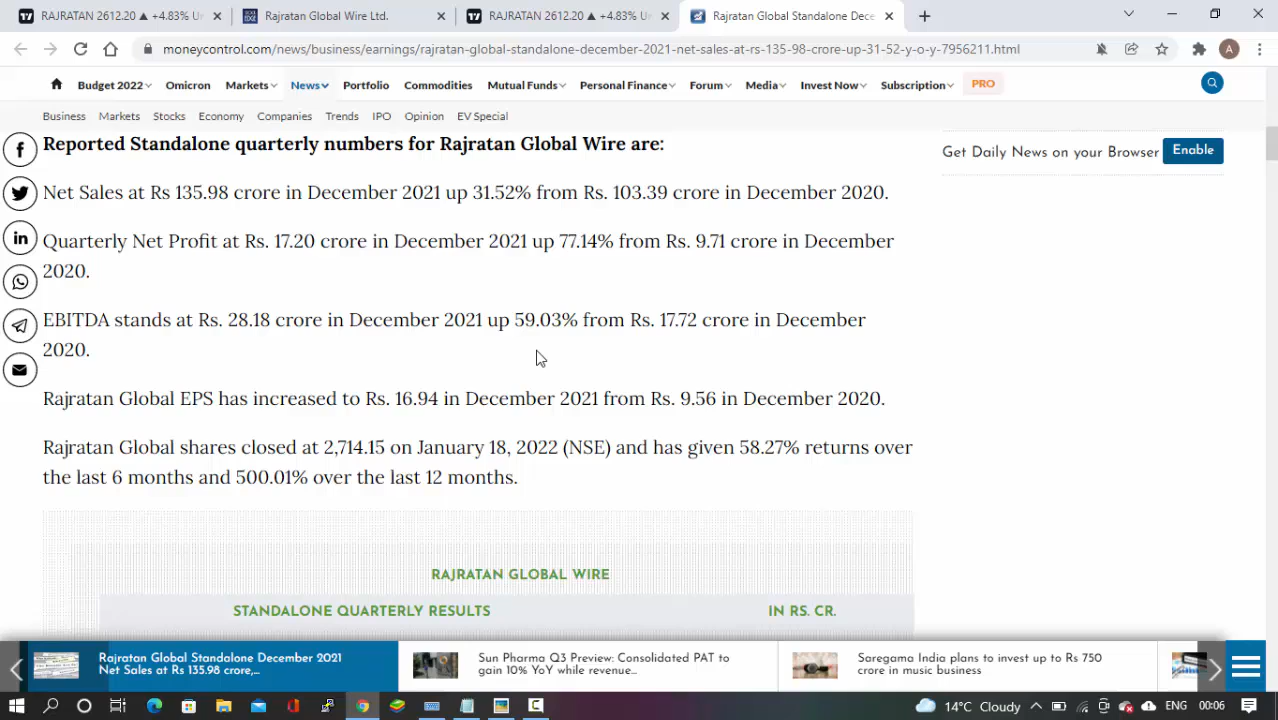 RAJRATAN 2612.20 ▲ +4.83% U
Rajratan Global Wire Ltd.
RAJRATAN 2612.20 ▲ +4.83% U
Rajratan Global Standalone Dece
moneycontrol.com/news/business/earnings/rajratan-global-standalone-december-2021-net-sales-at-rs-135-98-crore-up-31-52-y-o-y-7956211.html
A
Budget 2022 Omicron Markets News Portfolio Commodities Mutual Funds Personal Finance Forum Media Invest Now Subscription PRO
Business Markets Stocks Economy Companies Trends IPO Opinion EV Special
Reported Standalone quarterly numbers for Rajratan Global Wire are:
Get Daily News on your Browser Enable
Net Sales at Rs 135.98 crore in December 2021 up 31.52% from Rs. 103.39 crore in December 2020.
Quarterly Net Profit at Rs. 17.20 crore in December 2021 up 77.14% from Rs. 9.71 crore in December
2020.
EBITDA stands at Rs. 28.18 crore in December 2021 up 59.03% from Rs. 17.72 crore in December
2020.
Rajratan Global EPS has increased to Rs. 16.94 in December 2021 from Rs. 9.56 in December 2020.
Rajratan Global shares closed at 2,714.15 on January 18, 2022 (NSE) and has given 58.27% returns over
the last 6 months and 500.01% over the last 12 months.
RAJRATAN GLOBAL WIRE
STANDALONE QUARTERLY RESULTS IN RS. CR.
Rajratan Global Standalone December 2021
Net Sales at Rs 135.98 crore,...
Sun Pharma Q3 Preview: Consolidated PAT to
gain 10% YoY while revenue...
Saregama India plans to invest up to Rs 750
crore in music business
14°C Cloudy ENG 00:06